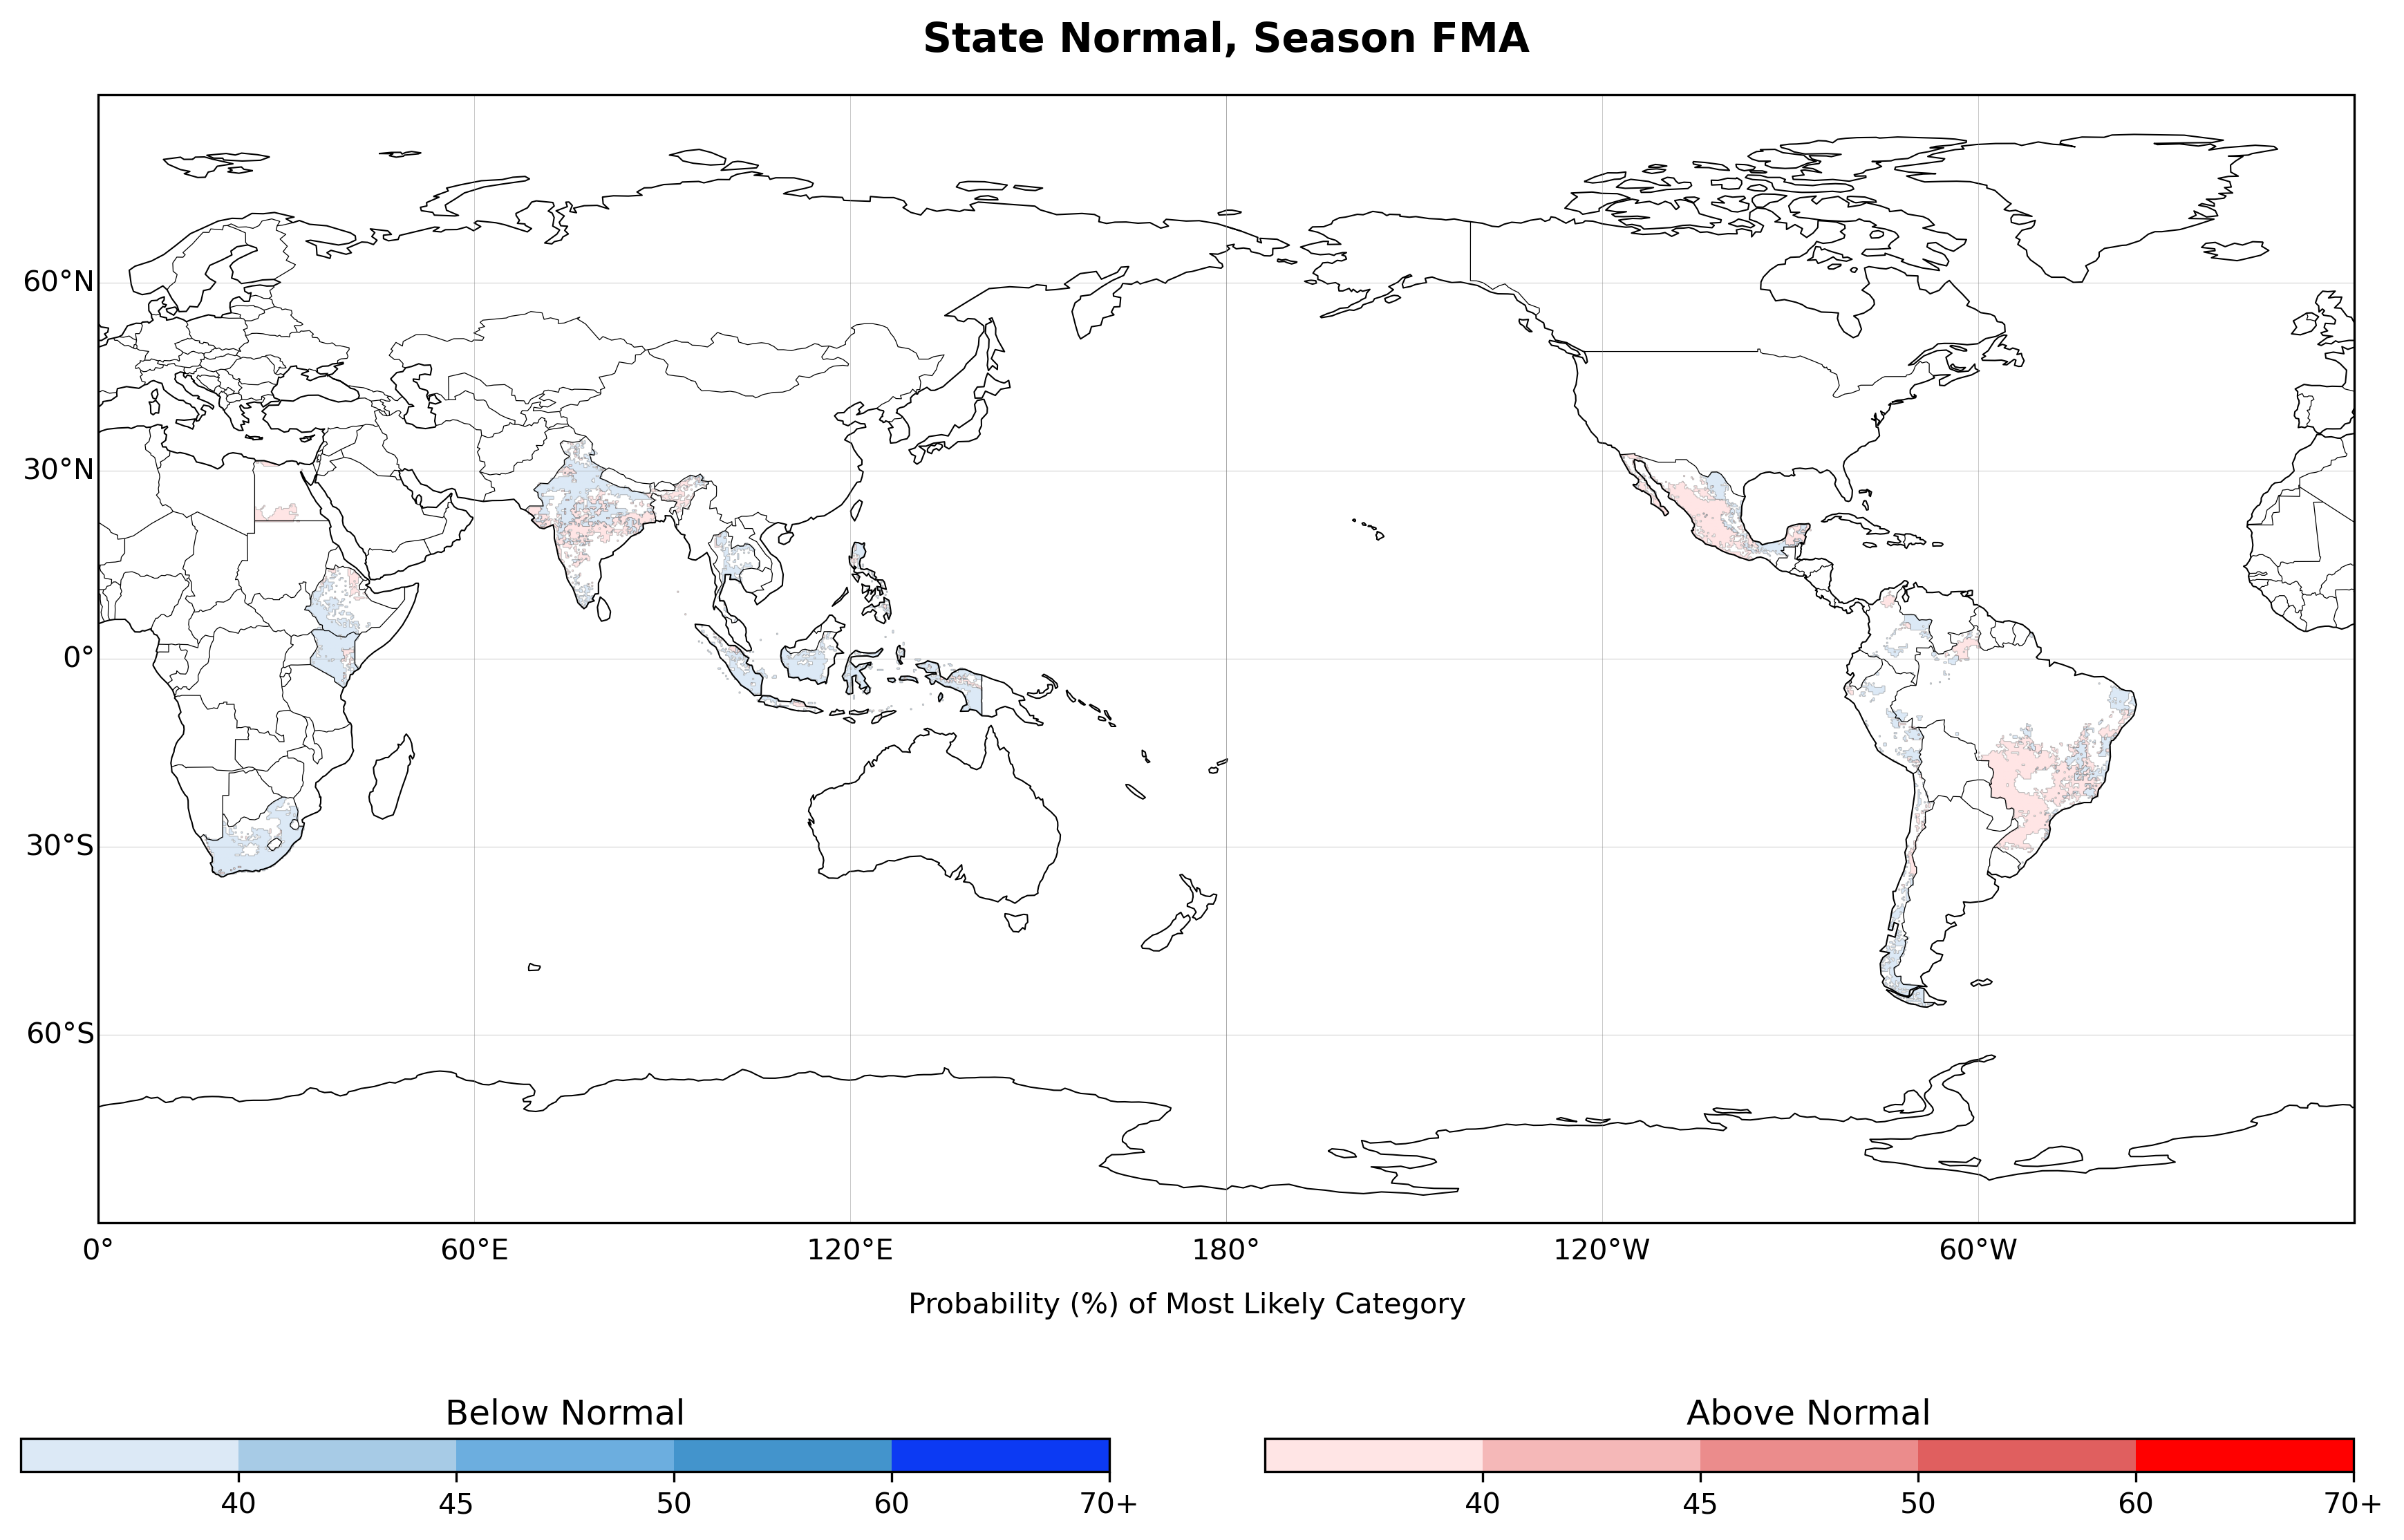 State Normal, Season FMA
60°N
30°N
0°
30°S
60°S
0° 60°E 120°E 180° 120°W 60°W
Probability (%) of Most Likely Category
Below Normal Above Normal
40 45 50 60 70+ 40 45 50 60 70+